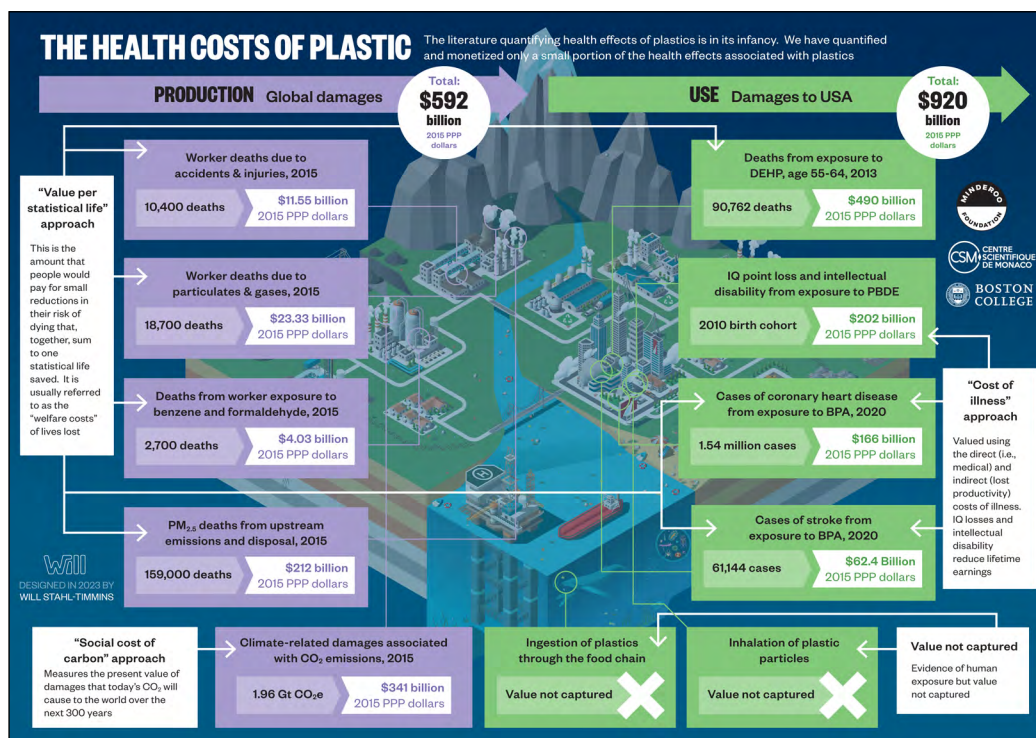 THE HEALTH COSTS OF PLASTIC
The literature quantifying health effects of plastics is in its infancy. We have quantified
and monetized only a small portion of the health effects associated with plastics
PRODUCTION Global damages
Total:
$592
billion
2015 PPP
dollars
USE Damages to USA
Total:
$920
billion
2015 PPP
dollars
"Value per
statistical life"
approach
This is the
amount that
people would
pay for small
reductions in
their risk of
dying that,
together, sum
to one
statistical life
saved. It is
usually referred
to as the
"welfare costs"
of lives lost
Worker deaths due to
accidents & injuries, 2015
10,400 deaths
$11.55 billion
2015 PPP dollars
Worker deaths due to
particulates & gases, 2015
18,700 deaths
$23.33 billion
2015 PPP dollars
Deaths from worker exposure to
benzene and formaldehyde, 2015
2,700 deaths
$4.03 billion
2015 PPP dollars
PM2.5 deaths from upstream
emissions and disposal, 2015
159,000 deaths
$212 billion
2015 PPP dollars
Deaths from exposure to
DEHP, age 55-64, 2013
90,762 deaths
$490 billion
2015 PPP dollars
IQ point loss and intellectual
disability from exposure to PBDE
2010 birth cohort
$202 billion
2015 PPP dollars
Cases of coronary heart disease
from exposure to BPA, 2020
1.54 million cases
$166 billion
2015 PPP dollars
Cases of stroke from
exposure to BPA, 2020
61,144 cases
$62.4 Billion
2015 PPP dollars
MINDEROO
FOUNDATION
CSM
CENTRE
SCIENTIFIQUE
DE MONACO
BOSTON
COLLEGE
"Cost of
illness"
approach
Valued using
the direct (i.e.,
medical) and
indirect (lost
productivity)
costs of illness.
IQ losses and
intellectual
disability
reduce lifetime
earnings
H
Will
DESIGNED IN 2023 BY
WILL STAHL-TIMMINS
"Social cost of
carbon" approach
Measures the present value of
damages that today's CO2 will
cause to the world over the
next 300 years
Climate-related damages associated
with CO2 emissions, 2015
1.96 Gt CO2e
$341 billion
2015 PPP dollars
Ingestion of plastics
through the food chain
Value not captured
Inhalation of plastic
particles
Value not captured
Value not captured
Evidence of human
exposure but value
not captured